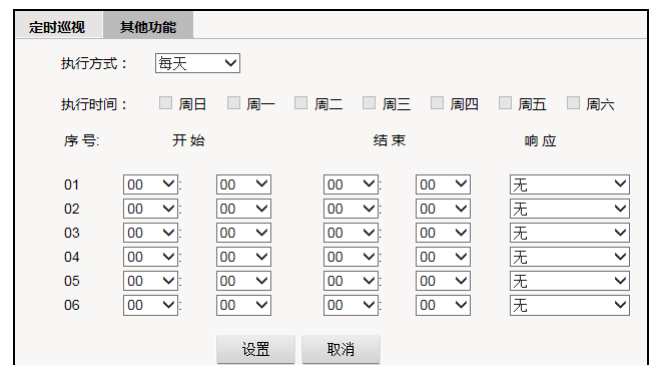 定时巡视 其他功能
执行方式： 每天
执行时间： 周日 周一 周二 周三 周四 周五 周六
序 号: 开 始 结 束 响 应
01 00 : 00 00 : 00 无
02 00 : 00 00 : 00 无
03 00 : 00 00 : 00 无
04 00 : 00 00 : 00 无
05 00 : 00 00 : 00 无
06 00 : 00 00 : 00 无
设置 取消